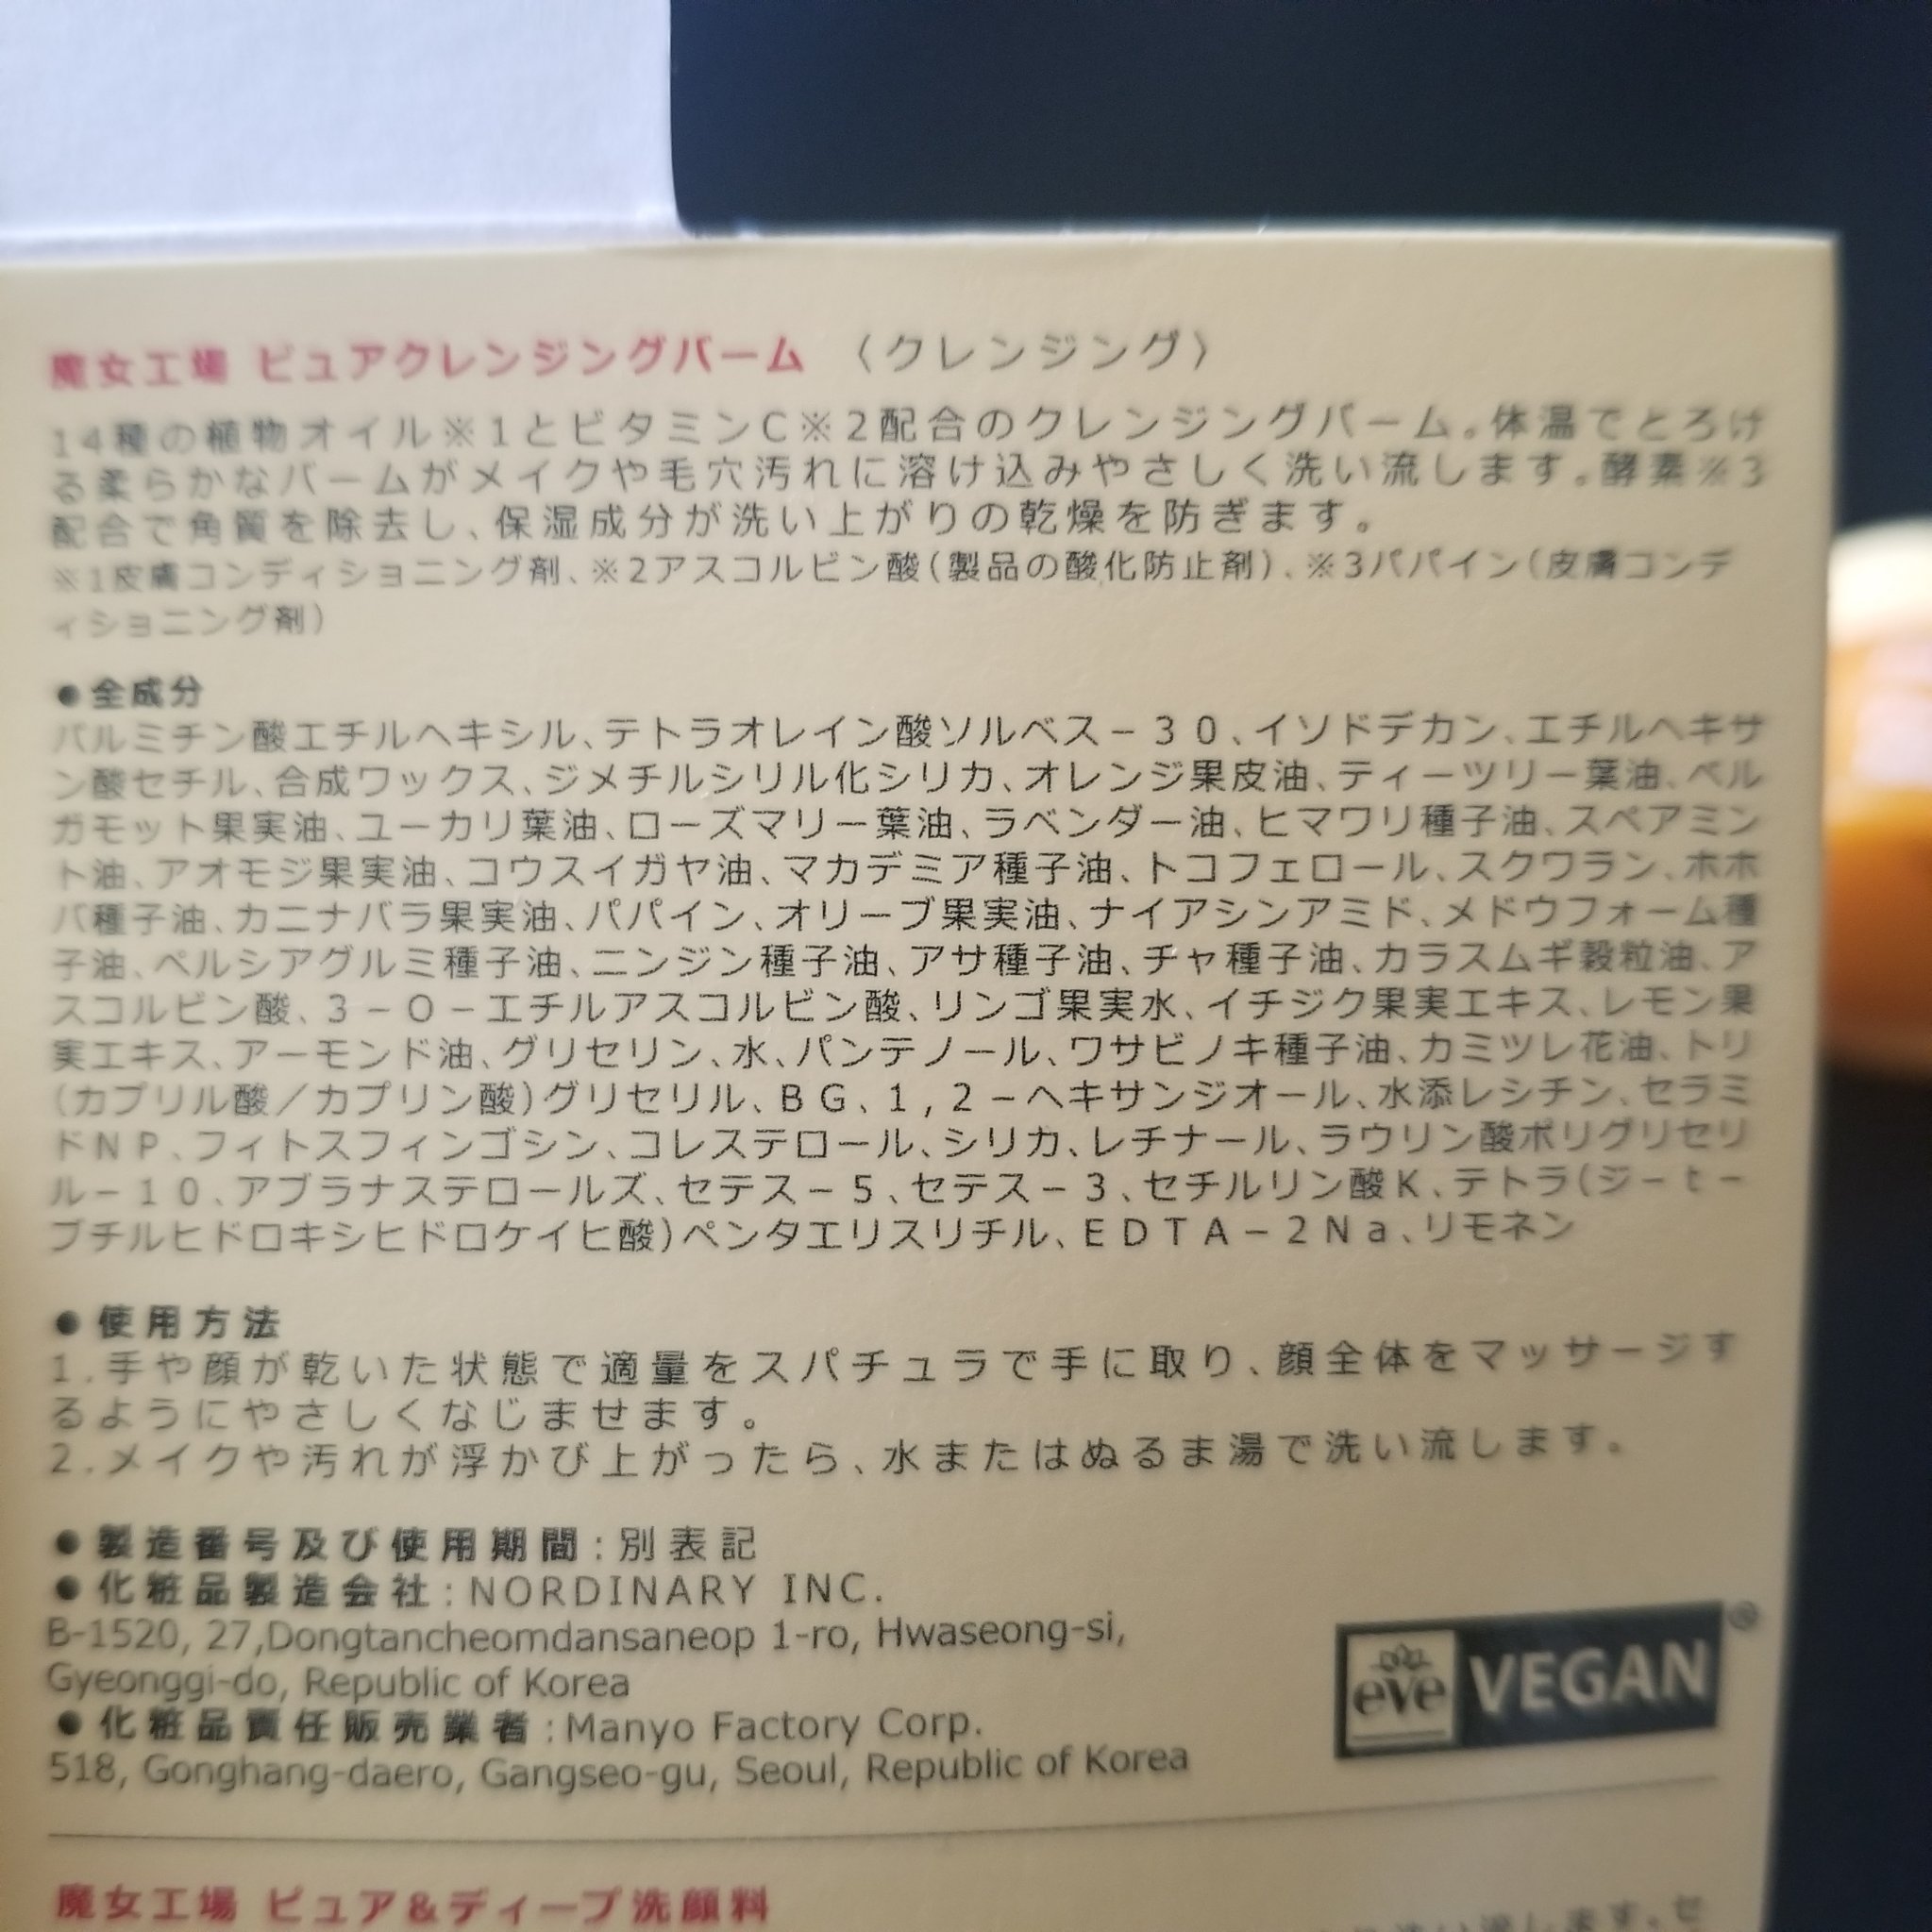 魔女工場 ピュアクレンジングバーム 〈クレンジング〉
14種の植物オイル※1とビタミンC※2配合のクレンジングバーム。体温でとろけ
る柔らかなバームがメイクや毛穴汚れに溶け込みやさしく洗い流します。酵素※3
配合で角質を除去し、保湿成分が洗い上がりの乾燥を防ぎます。
※1皮膚コンディショニング剤、※2アスコルビン酸(製品の酸化防止剤)、※3パパイン(皮膚コンデ
ィショニング剤)
●全成分
パルミチン酸エチルヘキシル、テトラオレイン酸ソルベス－３０、イソドデカン、エチルヘキサ
ン酸セチル、合成ワックス、ジメチルシリル化シリカ、オレンジ果皮油、ティーツリー葉油、ベル
ガモット果実油、ユーカリ葉油、ローズマリー葉油、ラベンダー油、ヒマワリ種子油、スペアミン
ト油、アオモジ果実油、コウスイガヤ油、マカデミア種子油、トコフェロール、スクワラン、ホホ
バ種子油、カニナバラ果実油、パパイン、オリーブ果実油、ナイアシンアミド、メドウフォーム種
子油、ペルシアグルミ種子油、ニンジン種子油、アサ種子油、チャ種子油、カラスムギ穀粒油、ア
スコルビン酸、３－Ｏ－エチルアスコルビン酸、リンゴ果実水、イチジク果実エキス、レモン果
実エキス、アーモンド油、グリセリン、水、パンテノール、ワサビノキ種子油、カミツレ花油、トリ
(カプリル酸／カプリン酸)グリセリル、ＢＧ、１，２－ヘキサンジオール、水添レシチン、セラミ
ドＮＰ、フィトスフィンゴシン、コレステロール、シリカ、レチナール、ラウリン酸ポリグリセリ
ル－１０、アブラナステロールズ、セテス－５、セテス－３、セチルリン酸Ｋ、テトラ(ジ－ｔ－
ブチルヒドロキシヒドロケイヒ酸)ペンタエリスリチル、ＥＤＴＡ－２Ｎａ、リモネン
●使用方法
1.手や顔が乾いた状態で適量をスパチュラで手に取り、顔全体をマッサージす
るようにやさしくなじませます。
2.メイクや汚れが浮かび上がったら、水またはぬるま湯で洗い流します。
●製造番号及び使用期間:別表記
●化粧品製造会社:NORDINARY INC.
B-1520, 27,Dongtancheomdansaneop 1-ro, Hwaseong-si,
Gyeonggi-do, Republic of Korea
●化粧品責任販売業者:Manyo Factory Corp.
518, Gonghang-daero, Gangseo-gu, Seoul, Republic of Korea
eve VEGAN®
魔女工場 ピュア&ディープ洗顔料